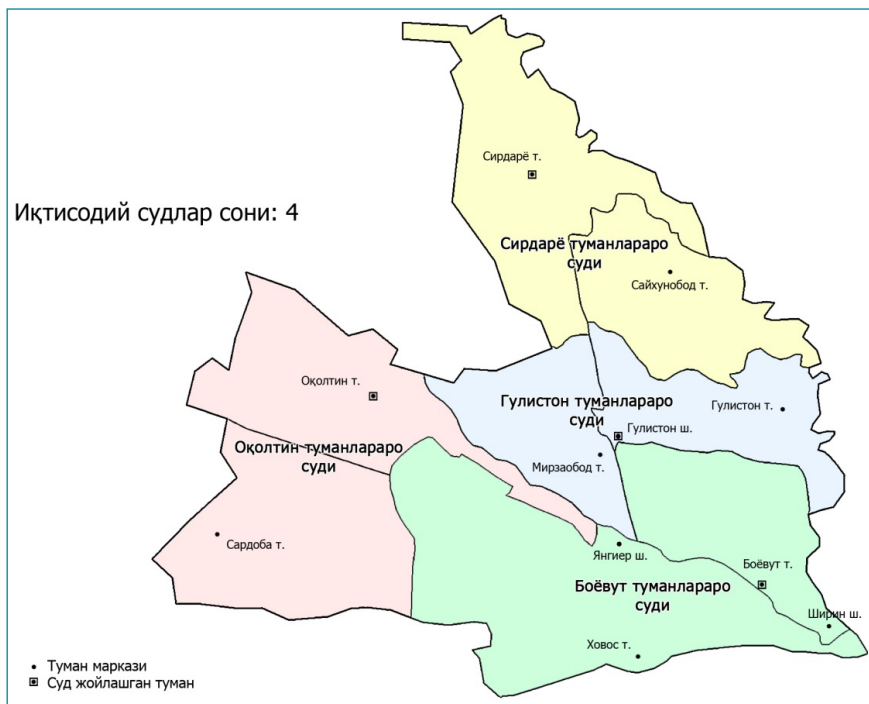 Сирдарё т.
Иқтисодий судлар сони: 4
Сирдарё туманлараро
суди
Сайхунобод т.
Оқолтин т.
Гулистон туманлараро
суди
Гулистон т.
Гулистон ш.
Оқолтин туманлараро
суди
Мирзаобод т.
Сардоба т.
Янгиер ш.
Боёвут т.
Боёвут туманлараро
суди
Ширин ш.
Ховос т.
Туман маркази
Суд жойлашган туман